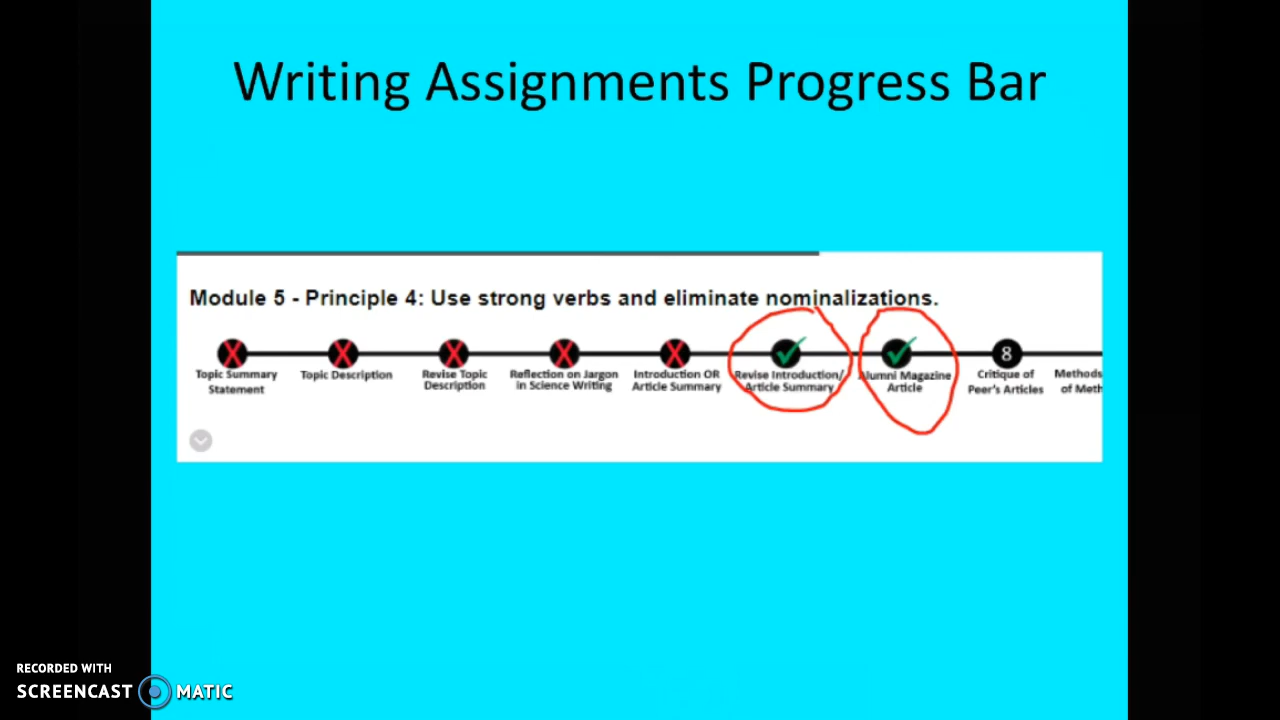 Writing Assignments Progress Bar
Module 5 - Principle 4: Use strong verbs and eliminate nominalizations.
X X X X X 8
Topic Summary
Statement
Topic Description
Revise Topic
Description
Reflection on Jargon
in Science Writing
Introduction OR
Article Summary
Revise Introduction/
Article Summary
Alumni Magazine
Article
Critique of
Peer's Articles
Methods
of Meth
RECORDED WITH
SCREENCAST MATIC